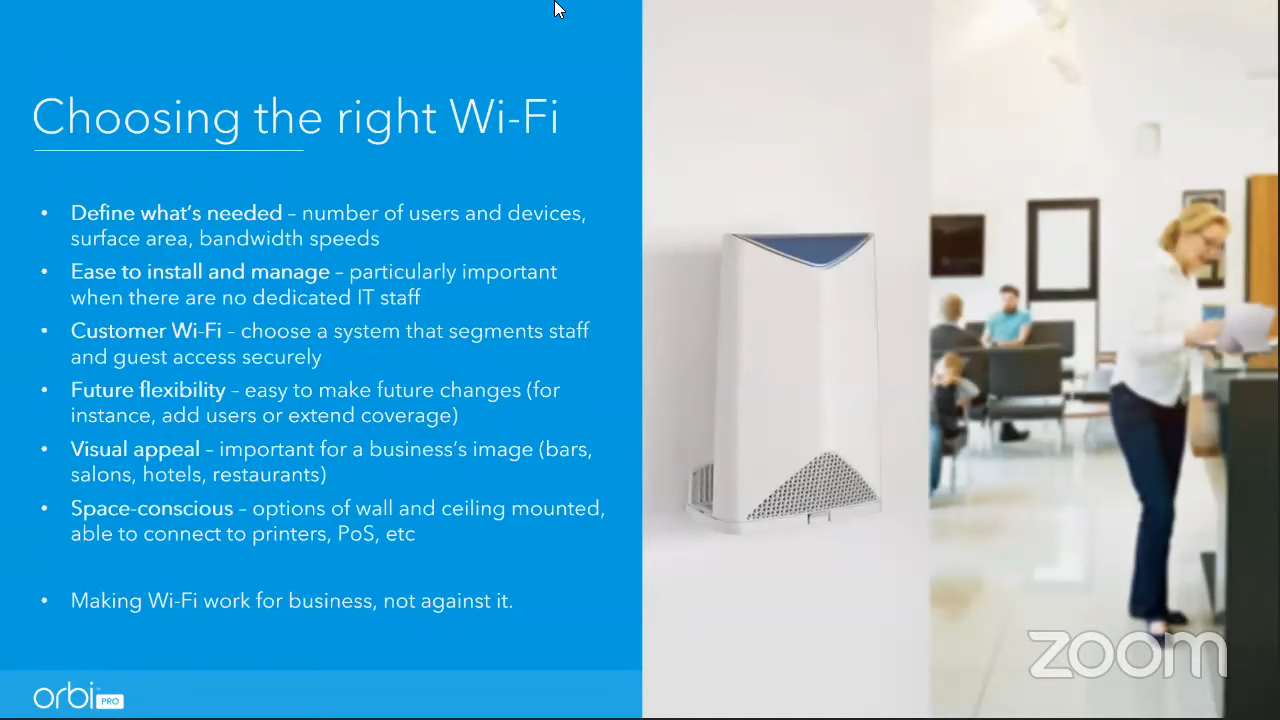 Choosing the right Wi-Fi
• Define what's needed – number of users and devices,
surface area, bandwidth speeds
• Ease to install and manage – particularly important
when there are no dedicated IT staff
• Customer Wi-Fi – choose a system that segments staff
and guest access securely
• Future flexibility – easy to make future changes (for
instance, add users or extend coverage)
• Visual appeal – important for a business's image (bars,
salons, hotels, restaurants)
• Space-conscious – options of wall and ceiling mounted,
able to connect to printers, PoS, etc
• Making Wi-Fi work for business, not against it.
orbi PRO
zoom